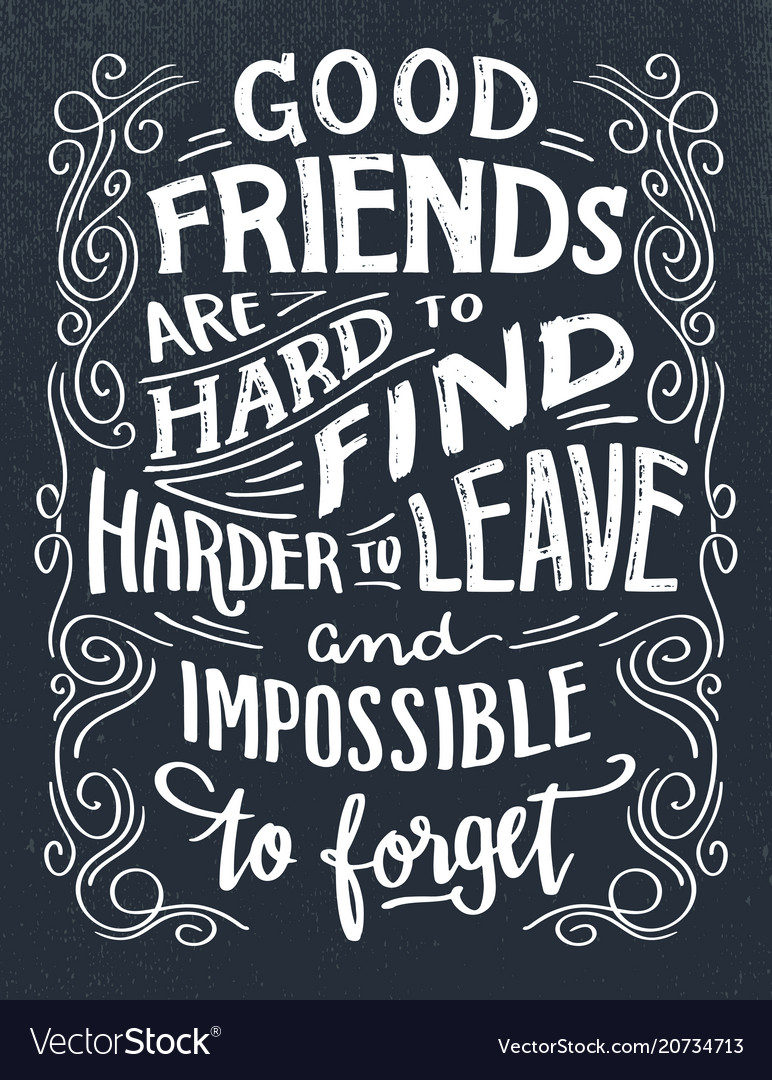 GOOD
FRIENDS
ARE HARD TO
FIND
HARDER TO LEAVE
and
IMPOSSIBLE
to forget
VectorStock®
VectorStock.com/20734713